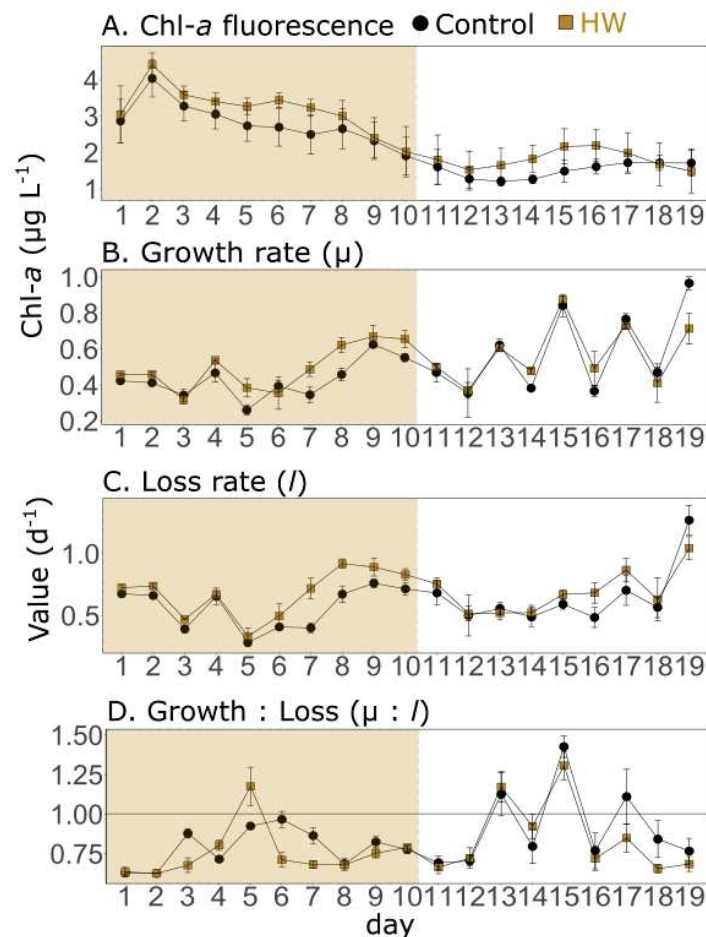 A. Chl-a fluorescence ● Control ■ HW
4
3
2
1
1 2 3 4 5 6 7 8 9 10 11 12 13 14 15 16 17 18 19
Chl-a (µg L⁻¹)
B. Growth rate (µ)
1.0
0.8
0.6
0.4
0.2
1 2 3 4 5 6 7 8 9 10 11 12 13 14 15 16 17 18 19
C. Loss rate (l)
1.0
0.5
1 2 3 4 5 6 7 8 9 10 11 12 13 14 15 16 17 18 19
Value (d⁻¹)
D. Growth : Loss (µ : l)
1.50
1.25
1.00
0.75
1 2 3 4 5 6 7 8 9 10 11 12 13 14 15 16 17 18 19
day